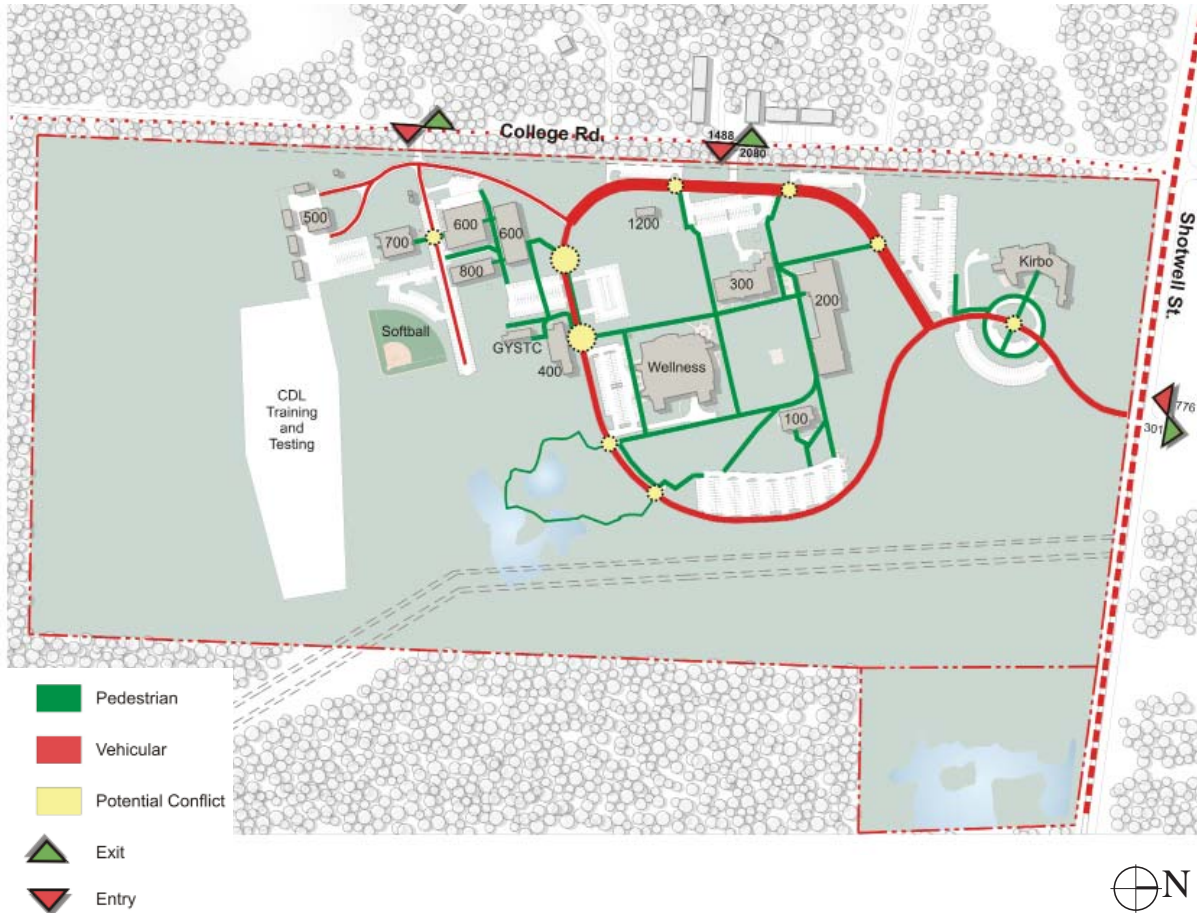 College Rd.
1488
2080
Shotwell St.
500
700
600
600
800
1200
300
200
Kirbo
Softball
GYSTC
400
Wellness
100
776
301
CDL
Training
and
Testing
Pedestrian
Vehicular
Potential Conflict
Exit
Entry
N